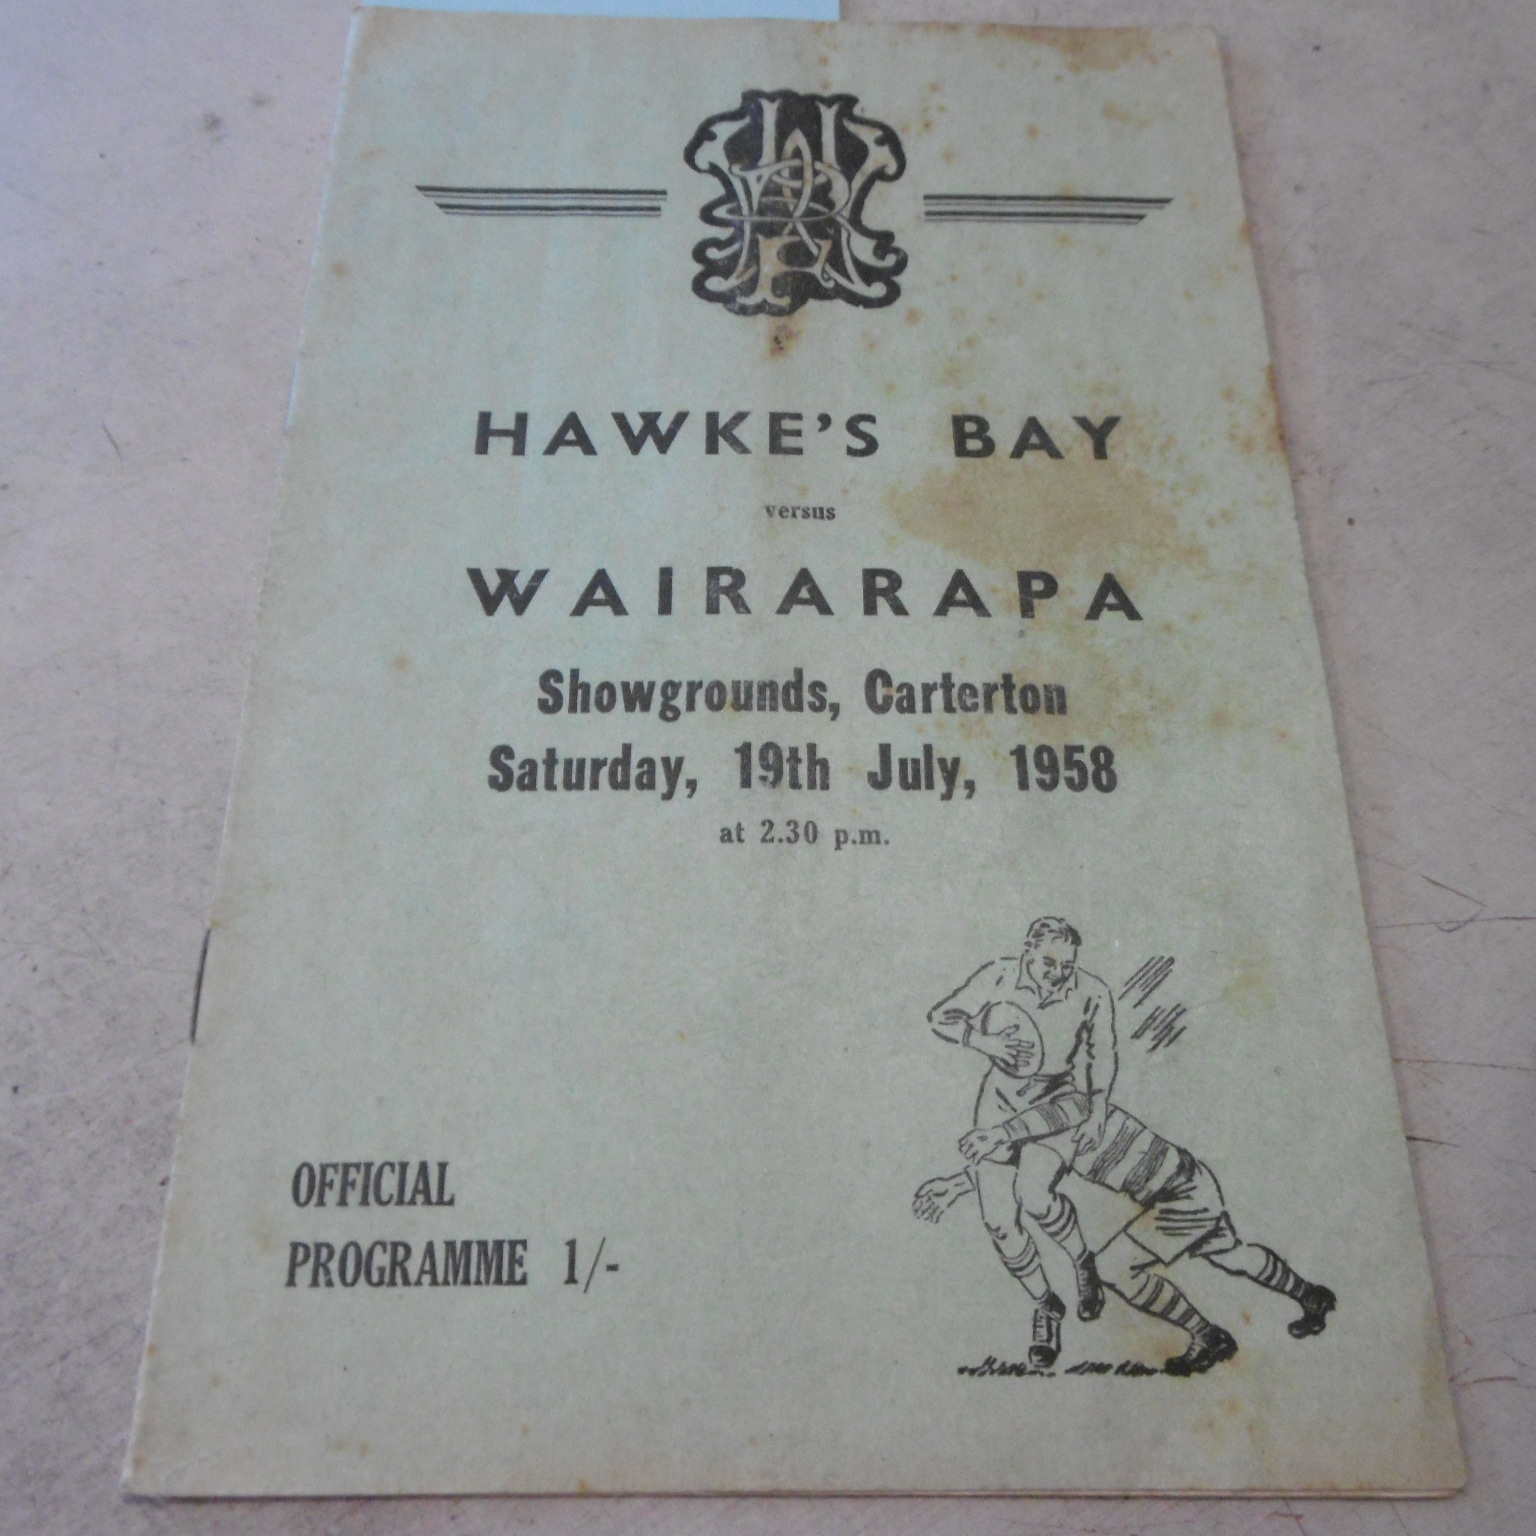 HAWKE'S BAY
versus
WAIRARAPA
Showgrounds, Carterton
Saturday, 19th July, 1958
at 2.30 p.m.
OFFICIAL
PROGRAMME 1/-